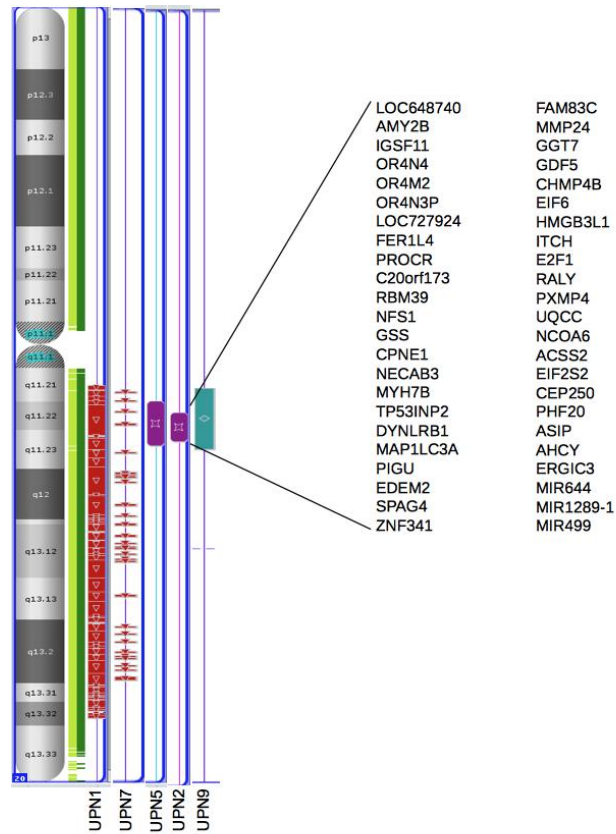 p13
p12.3
p12.2
p12.1
p11.23
p11.22
p11.21
p11.1
q11.1
q11.21
q11.22
q11.23
q12
q13.12
q13.13
q13.2
q13.31
q13.32
q13.33
20
UPN1
UPN7
UPN5
UPN2
UPN9
LOC648740
AMY2B
IGSF11
OR4N4
OR4M2
OR4N3P
LOC727924
FER1L4
PROCR
C20orf173
RBM39
NFS1
GSS
CPNE1
NECAB3
MYH7B
TP53INP2
DYNLRB1
MAP1LC3A
PIGU
EDEM2
SPAG4
ZNF341
FAM83C
MMP24
GGT7
GDF5
CHMP4B
EIF6
HMGB3L1
ITCH
E2F1
RALY
PXMP4
UQCC
NCOA6
ACSS2
EIF2S2
CEP250
PHF20
ASIP
AHCY
ERGIC3
MIR644
MIR1289-1
MIR499